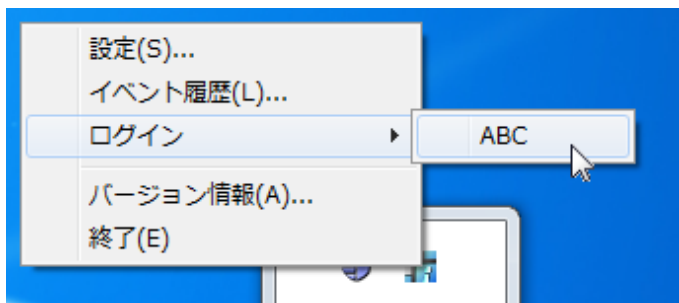 設定(S)...
イベント履歴(L)...
ログイン
ABC
バージョン情報(A)...
終了(E)